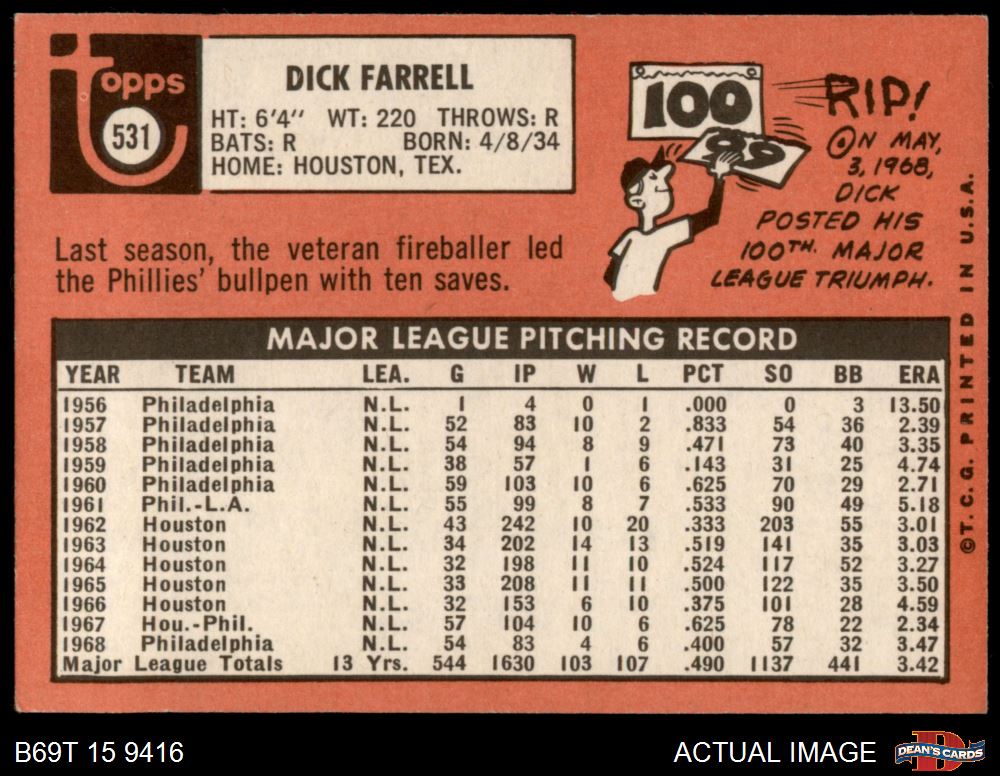 Topps
531
DICK FARRELL
HT: 6'4" WT: 220 THROWS: R
BATS: R BORN: 4/8/34
HOME: HOUSTON, TEX.
Last season, the veteran fireballer led
the Phillies' bullpen with ten saves.
100
99
RIP!
ON MAY,
3, 1968,
DICK
POSTED HIS
100TH. MAJOR
LEAGUE TRIUMPH.
MAJOR LEAGUE PITCHING RECORD
YEAR TEAM LEA. G IP W L PCT SO BB ERA
1956 Philadelphia N.L. 1 4 0 1 .000 0 3 13.50
1957 Philadelphia N.L. 52 83 10 2 .833 54 36 2.39
1958 Philadelphia N.L. 54 94 8 9 .471 73 40 3.35
1959 Philadelphia N.L. 38 57 1 6 .143 31 25 4.74
1960 Philadelphia N.L. 59 103 10 6 .625 70 29 2.71
1961 Phil.-L.A. N.L. 55 99 8 7 .533 90 49 5.18
1962 Houston N.L. 43 242 10 20 .333 203 55 3.01
1963 Houston N.L. 34 202 14 13 .519 141 35 3.03
1964 Houston N.L. 32 198 11 10 .524 117 52 3.27
1965 Houston N.L. 33 208 11 11 .500 122 35 3.50
1966 Houston N.L. 32 153 6 10 .375 101 28 4.59
1967 Hou.-Phil. N.L. 57 104 10 6 .625 78 22 2.34
1968 Philadelphia N.L. 54 83 4 6 .400 57 32 3.47
Major League Totals 13 Yrs. 544 1630 103 107 .490 1137 441 3.42
©T.C.G. PRINTED IN U.S.A.
B69T 15 9416
ACTUAL IMAGE
DEAN'S CARDS